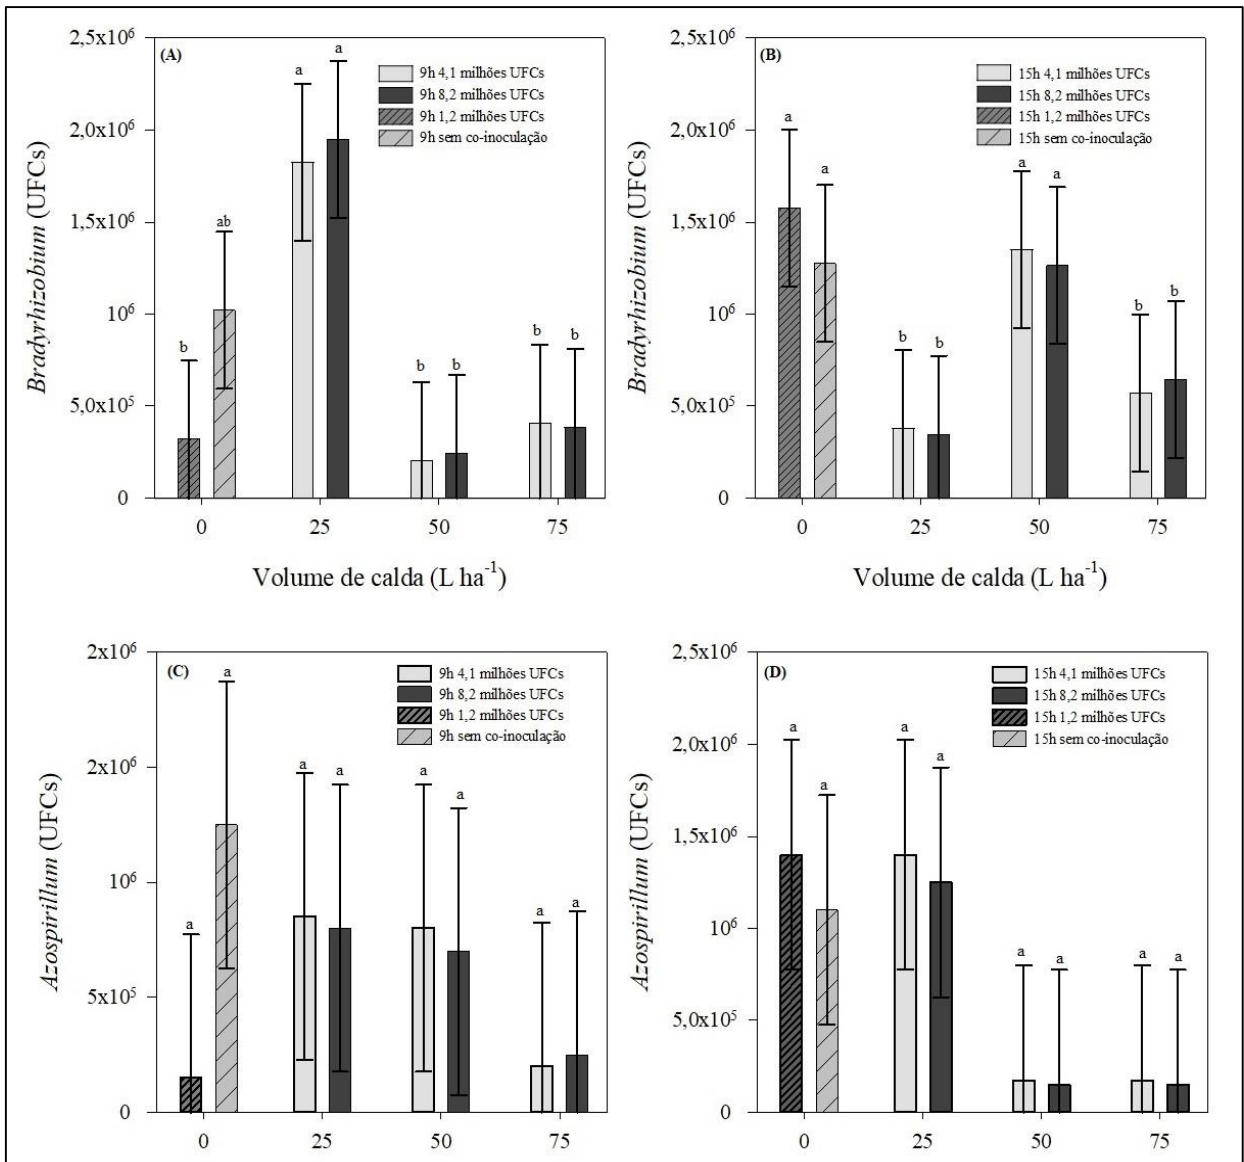 (A)
2,5x10⁶
2,0x10⁶
1,5x10⁶
10⁶
5,0x10⁵
0
Bradyrhizobium (UFCs)
9h 4,1 milhões UFCs
9h 8,2 milhões UFCs
9h 1,2 milhões UFCs
9h sem co-inoculação
b
ab
a
a
b
b
b
b
0
25
50
75
Volume de calda (L ha⁻¹)
(B)
2,5x10⁶
2,0x10⁶
1,5x10⁶
10⁶
5,0x10⁵
0
Bradyrhizobium (UFCs)
15h 4,1 milhões UFCs
15h 8,2 milhões UFCs
15h 1,2 milhões UFCs
15h sem co-inoculação
a
a
b
b
a
a
b
b
0
25
50
75
Volume de calda (L ha⁻¹)
(C)
2x10⁶
2x10⁶
10⁶
5x10⁵
0
Azospirillum (UFCs)
9h 4,1 milhões UFCs
9h 8,2 milhões UFCs
9h 1,2 milhões UFCs
9h sem co-inoculação
a
a
a
a
a
a
a
a
0
25
50
75
(D)
2,5x10⁶
2,0x10⁶
1,5x10⁶
10⁶
5,0x10⁵
0
Azospirillum (UFCs)
15h 4,1 milhões UFCs
15h 8,2 milhões UFCs
15h 1,2 milhões UFCs
15h sem co-inoculação
a
a
a
a
a
a
a
a
0
25
50
75